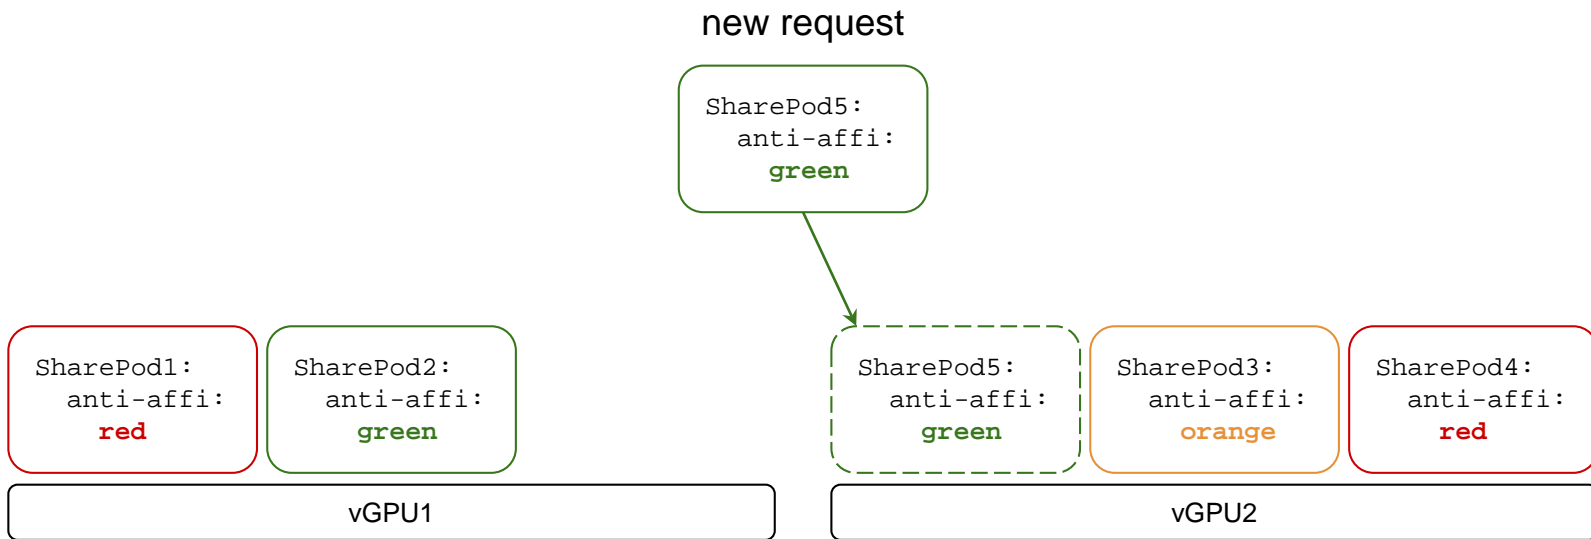 new request
SharePod5:
anti-affi:
green
SharePod1:
anti-affi:
red
SharePod2:
anti-affi:
green
SharePod5:
anti-affi:
green
SharePod3:
anti-affi:
orange
SharePod4:
anti-affi:
red
vGPU1
vGPU2